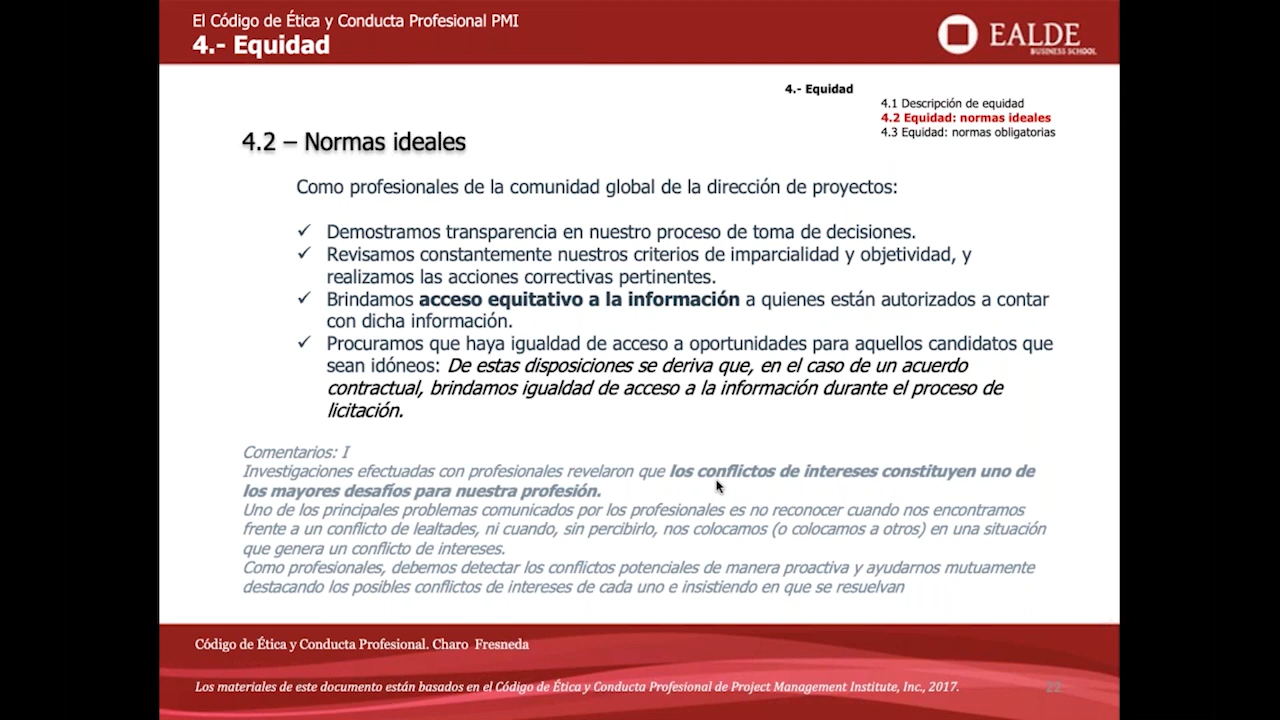 El Código de Ética y Conducta Profesional PMI
4.- Equidad
EALDE
BUSINESS SCHOOL
4.- Equidad
4.1 Descripción de equidad
4.2 Equidad: normas ideales
4.3 Equidad: normas obligatorias
4.2 – Normas ideales
Como profesionales de la comunidad global de la dirección de proyectos:
✓ Demostramos transparencia en nuestro proceso de toma de decisiones.
✓ Revisamos constantemente nuestros criterios de imparcialidad y objetividad, y
realizamos las acciones correctivas pertinentes.
✓ Brindamos acceso equitativo a la información a quienes están autorizados a contar
con dicha información.
✓ Procuramos que haya igualdad de acceso a oportunidades para aquellos candidatos que
sean idóneos: De estas disposiciones se deriva que, en el caso de un acuerdo
contractual, brindamos igualdad de acceso a la información durante el proceso de
licitación.
Comentarios: I
Investigaciones efectuadas con profesionales revelaron que los conflictos de intereses constituyen uno de
los mayores desafíos para nuestra profesión.
Uno de los principales problemas comunicados por los profesionales es no reconocer cuando nos encontramos
frente a un conflicto de lealtades, ni cuando, sin percibirlo, nos colocamos (o colocamos a otros) en una situación
que genera un conflicto de intereses.
Como profesionales, debemos detectar los conflictos potenciales de manera proactiva y ayudarnos mutuamente
destacando los posibles conflictos de intereses de cada uno e insistiendo en que se resuelvan
Código de Ética y Conducta Profesional. Charo Fresneda
Los materiales de este documento están basados en el Código de Ética y Conducta Profesional de Project Management Institute, Inc., 2017.
22